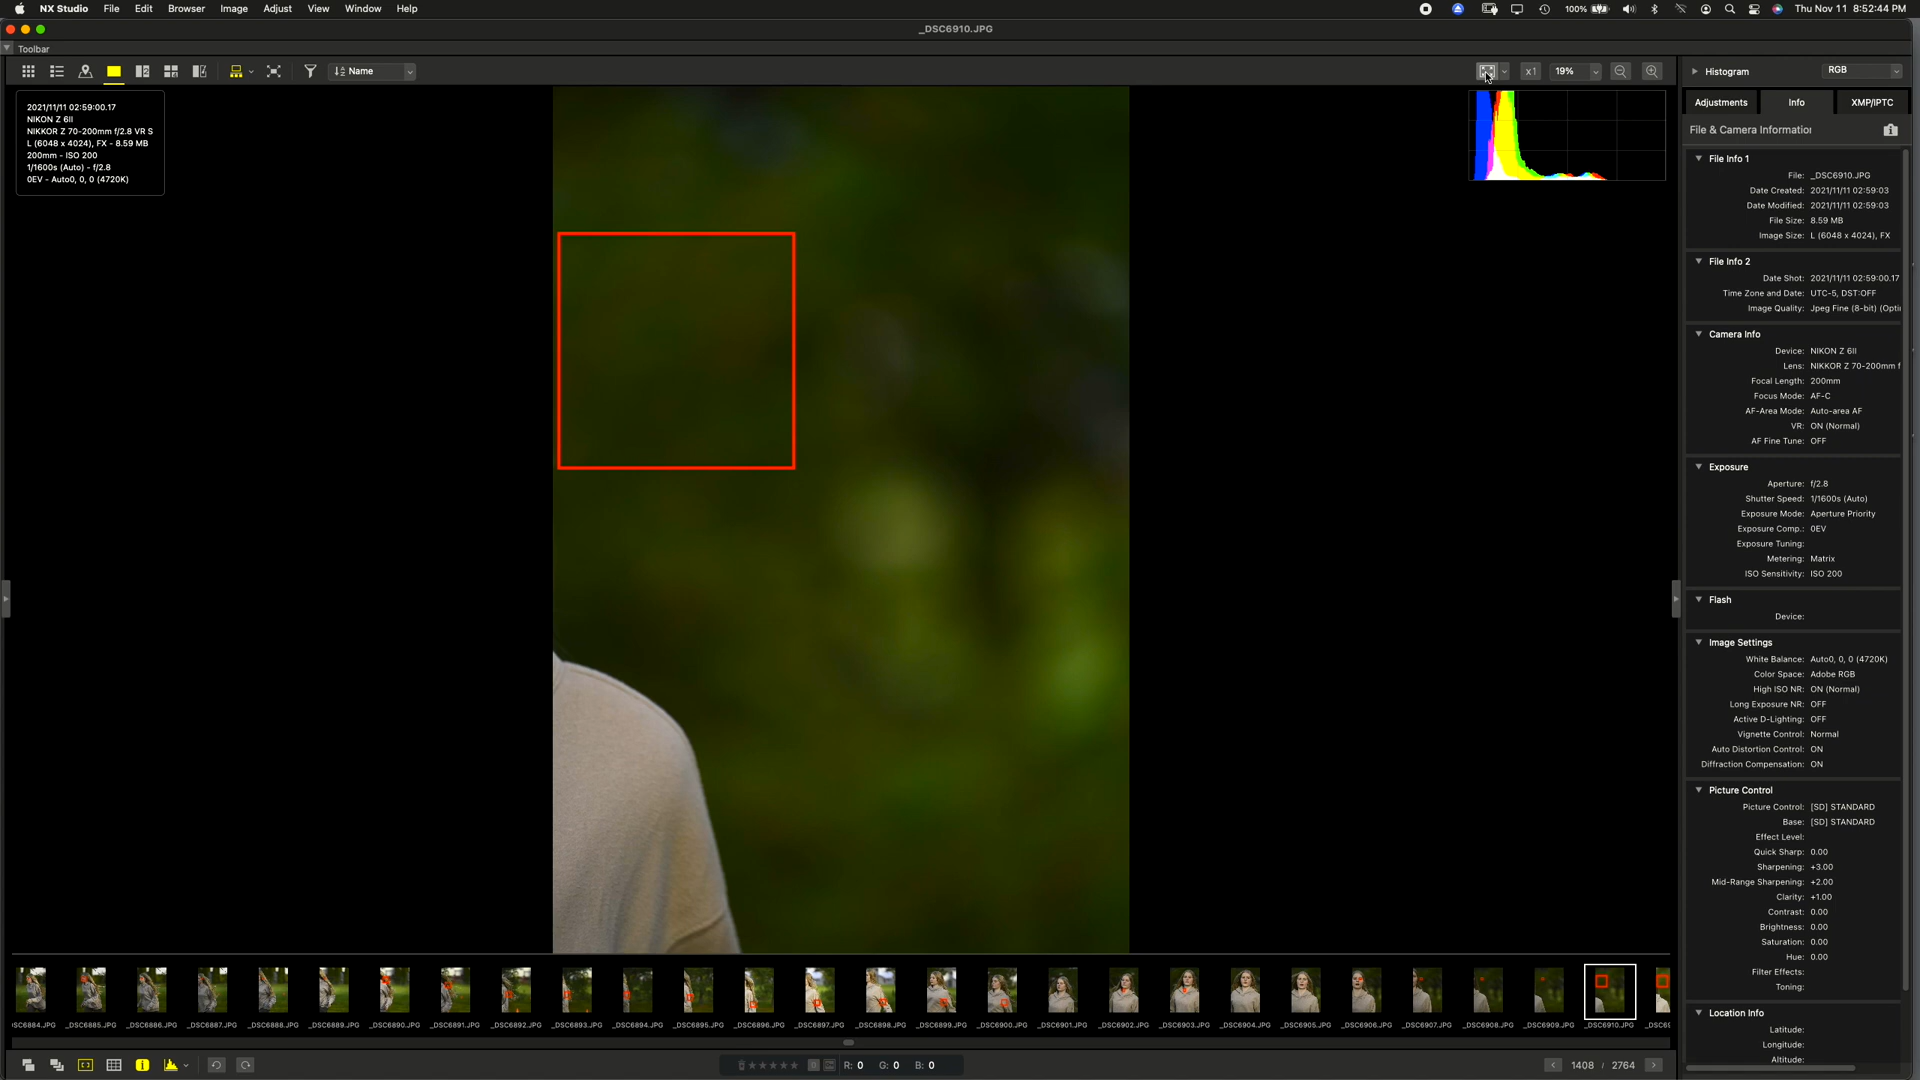 NX Studio File Edit Browser Image Adjust View Window Help 100% Thu Nov 11 8:52:44 PM
_DSC6910.JPG
Toolbar
Name x1 19% Histogram RGB
2021/11/11 02:59:00.17
NIKON Z 6II
NIKKOR Z 70-200mm f/2.8 VR S
L (6048 x 4024), FX - 8.59 MB
200mm - ISO 200
1/1600s (Auto) - f/2.8
0EV - Auto0, 0, 0 (4720K)
Adjustments Info XMP/IPTC
File & Camera Information
File Info 1
File: _DSC6910.JPG
Date Created: 2021/11/11 02:59:03
Date Modified: 2021/11/11 02:59:03
File Size: 8.59 MB
Image Size: L (6048 x 4024), FX
File Info 2
Date Shot: 2021/11/11 02:59:00.17
Time Zone and Date: UTC-5, DST:OFF
Image Quality: Jpeg Fine (8-bit) (Opti
Camera Info
Device: NIKON Z 6II
Lens: NIKKOR Z 70-200mm f
Focal Length: 200mm
Focus Mode: AF-C
AF-Area Mode: Auto-area AF
VR: ON (Normal)
AF Fine Tune: OFF
Exposure
Aperture: f/2.8
Shutter Speed: 1/1600s (Auto)
Exposure Mode: Aperture Priority
Exposure Comp.: 0EV
Exposure Tuning:
Metering: Matrix
ISO Sensitivity: ISO 200
Flash
Device:
Image Settings
White Balance: Auto0, 0, 0 (4720K)
Color Space: Adobe RGB
High ISO NR: ON (Normal)
Long Exposure NR: OFF
Active D-Lighting: OFF
Vignette Control: Normal
Auto Distortion Control: ON
Diffraction Compensation: ON
Picture Control
Picture Control: [SD] STANDARD
Base: [SD] STANDARD
Effect Level:
Quick Sharp: 0.00
Sharpening: +3.00
Mid-Range Sharpening: +2.00
Clarity: +1.00
Contrast: 0.00
Brightness: 0.00
Saturation: 0.00
Hue: 0.00
Filter Effects:
Toning:
Location Info
Latitude:
Longitude:
Altitude:
SC6884.JPG _DSC6885.JPG _DSC6886.JPG _DSC6887.JPG _DSC6888.JPG _DSC6889.JPG _DSC6890.JPG _DSC6891.JPG _DSC6892.JPG _DSC6893.JPG _DSC6894.JPG _DSC6895.JPG _DSC6896.JPG _DSC6897.JPG _DSC6898.JPG _DSC6899.JPG _DSC6900.JPG _DSC6901.JPG _DSC6902.JPG _DSC6903.JPG _DSC6904.JPG _DSC6905.JPG _DSC6906.JPG _DSC6907.JPG _DSC6908.JPG _DSC6909.JPG _DSC6910.JPG _DSC6
R: 0 G: 0 B: 0 1408 / 2764